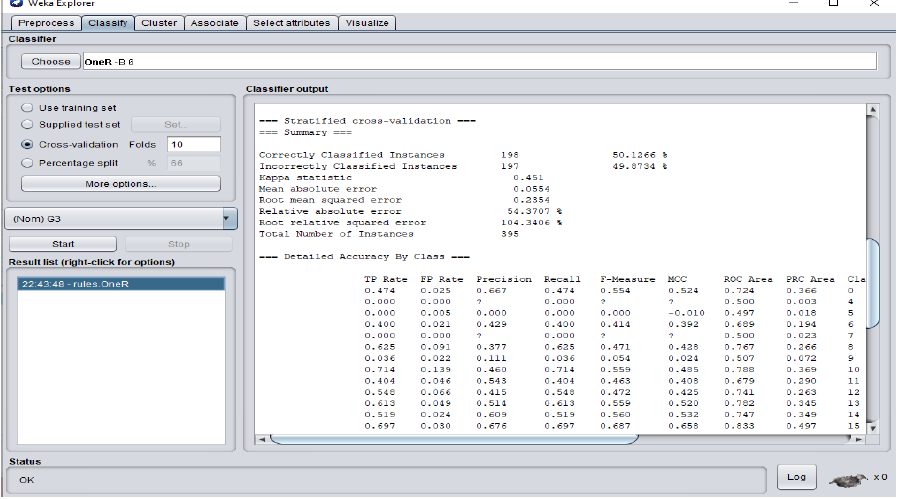 Weka Explorer
Preprocess Classify Cluster Associate Select attributes Visualize
Classifier
Choose OneR -B 6
Test options
Use training set
Supplied test set Set...
Cross-validation Folds 10
Percentage split % 66
More options...
(Nom) G3
Start Stop
Result list (right-click for options)
22:43:48 - rules.OneR
Classifier output
=== Stratified cross-validation ===
=== Summary ===
Correctly Classified Instances 198 50.1266 %
Incorrectly Classified Instances 197 49.8734 %
Kappa statistic 0.451
Mean absolute error 0.0554
Root mean squared error 0.2354
Relative absolute error 54.3707 %
Root relative squared error 104.3406 %
Total Number of Instances 395
=== Detailed Accuracy By Class ===
TP Rate FP Rate Precision Recall F-Measure MCC ROC Area PRC Area Cla
0.474 0.025 0.667 0.474 0.554 0.524 0.724 0.366 0
0.000 0.000 ? 0.000 ? ? 0.500 0.003 4
0.000 0.005 0.000 0.000 0.000 -0.010 0.497 0.018 5
0.400 0.021 0.429 0.400 0.414 0.392 0.689 0.194 6
0.000 0.000 ? 0.000 ? ? 0.500 0.023 7
0.625 0.091 0.377 0.625 0.471 0.428 0.767 0.266 8
0.036 0.022 0.111 0.036 0.054 0.024 0.507 0.072 9
0.714 0.139 0.460 0.714 0.559 0.485 0.788 0.369 10
0.404 0.046 0.543 0.404 0.463 0.408 0.679 0.290 11
0.548 0.066 0.415 0.548 0.472 0.425 0.741 0.263 12
0.613 0.049 0.514 0.613 0.559 0.520 0.782 0.345 13
0.519 0.024 0.609 0.519 0.560 0.532 0.747 0.349 14
0.697 0.030 0.676 0.697 0.687 0.658 0.833 0.497 15
Status
OK
Log x 0